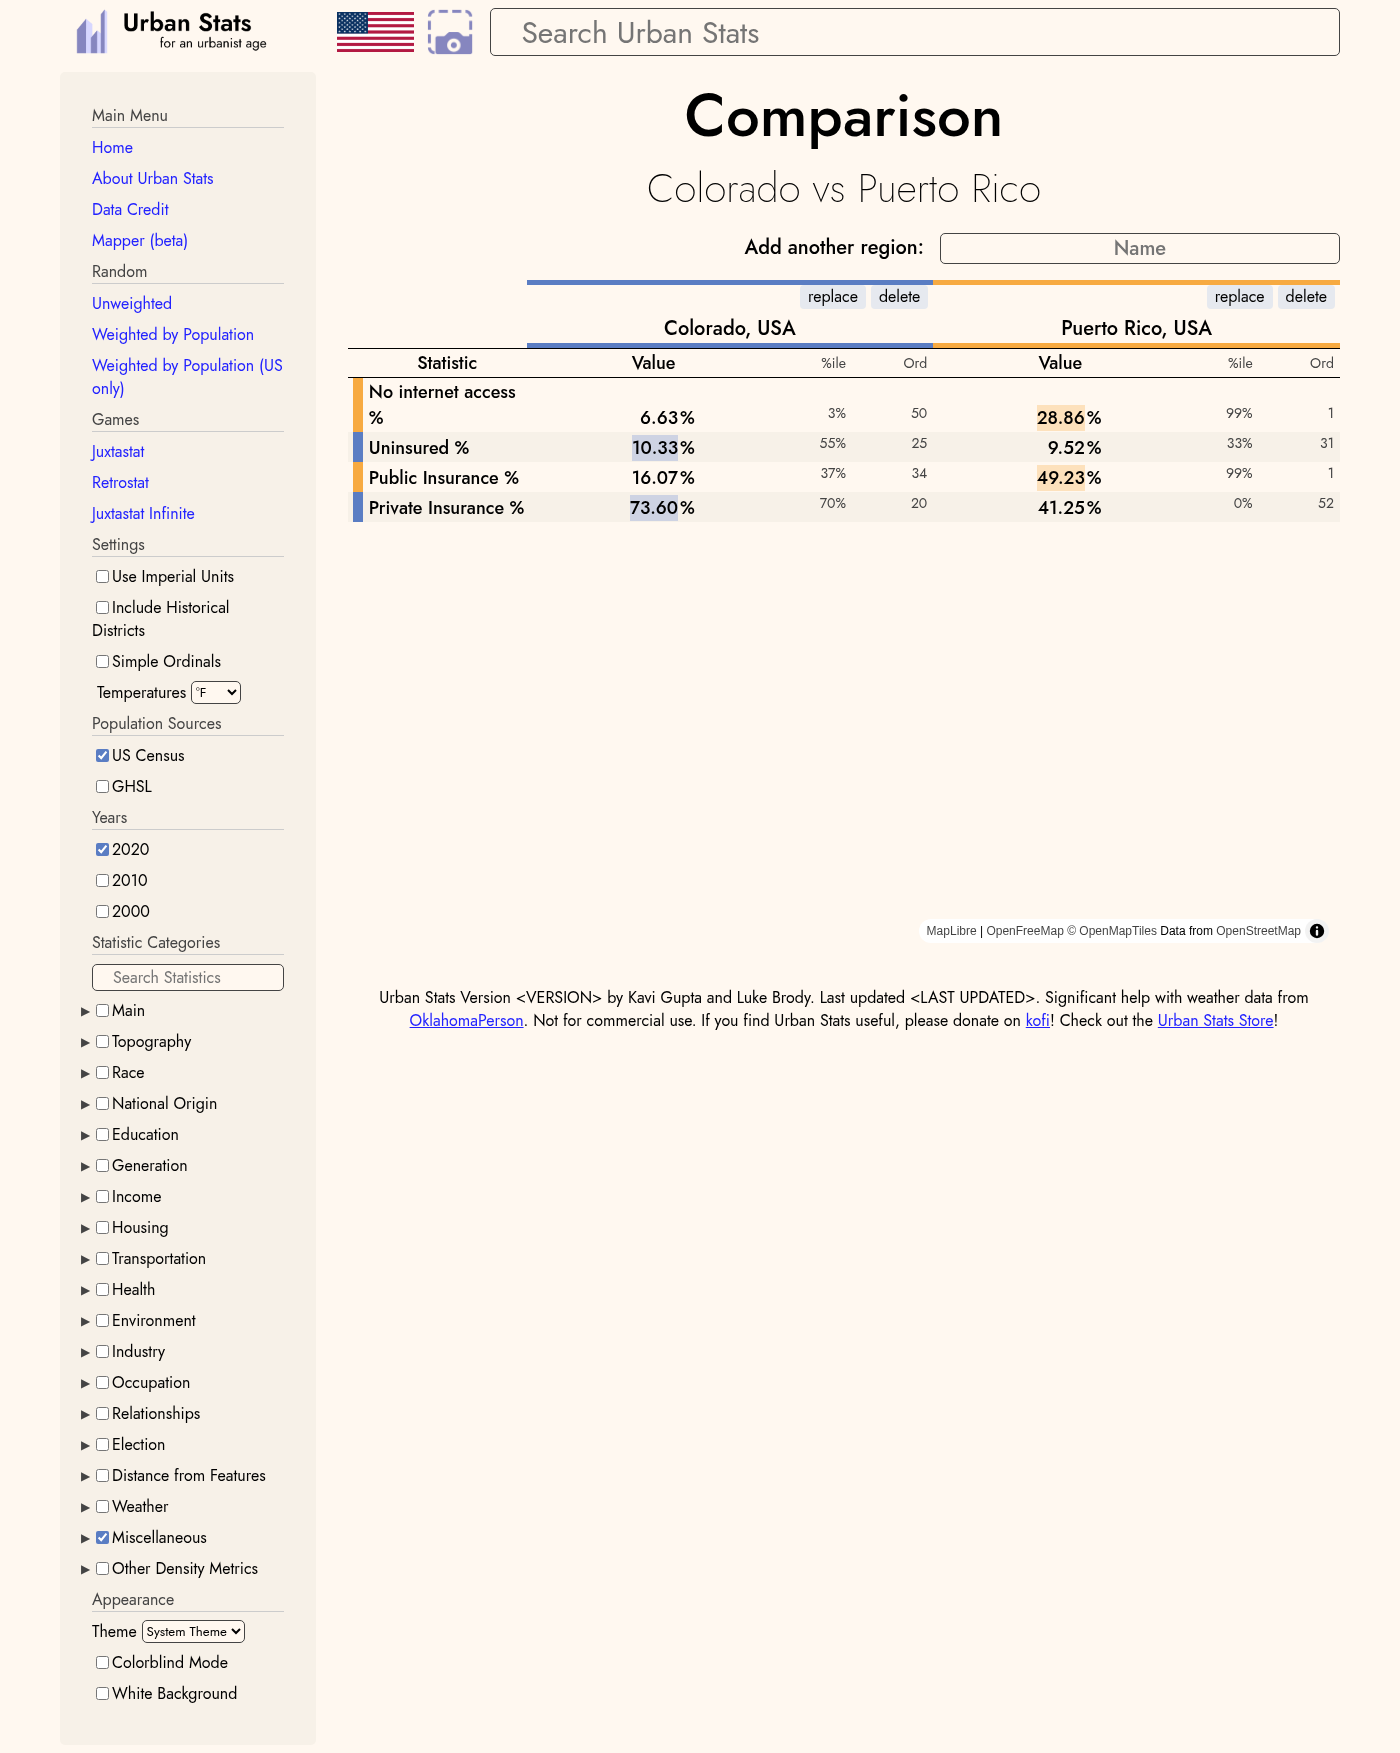 Urban Stats
for an urbanist age
Search Urban Stats
Main Menu
Home
About Urban Stats
Data Credit
Mapper (beta)
Random
Unweighted
Weighted by Population
Weighted by Population (US
only)
Games
Juxtastat
Retrostat
Juxtastat Infinite
Settings
Use Imperial Units
Include Historical
Districts
Simple Ordinals
Temperatures °F
Population Sources
US Census
GHSL
Years
2020
2010
2000
Statistic Categories
Search Statistics
Main
Topography
Race
National Origin
Education
Generation
Income
Housing
Transportation
Health
Environment
Industry
Occupation
Relationships
Election
Distance from Features
Weather
Miscellaneous
Other Density Metrics
Appearance
Theme System Theme
Colorblind Mode
White Background
Comparison
Colorado vs Puerto Rico
Add another region: Name
replace delete replace delete
Colorado, USA Puerto Rico, USA
Statistic Value %ile Ord Value %ile Ord
No internet access
% 6.63% 3% 50 28.86% 99% 1
Uninsured % 10.33% 55% 25 9.52% 33% 31
Public Insurance % 16.07% 37% 34 49.23% 99% 1
Private Insurance % 73.60% 70% 20 41.25% 0% 52
MapLibre | OpenFreeMap © OpenMapTiles Data from OpenStreetMap
Urban Stats Version <VERSION> by Kavi Gupta and Luke Brody. Last updated <LAST UPDATED>. Significant help with weather data from
OklahomaPerson. Not for commercial use. If you find Urban Stats useful, please donate on kofi! Check out the Urban Stats Store!